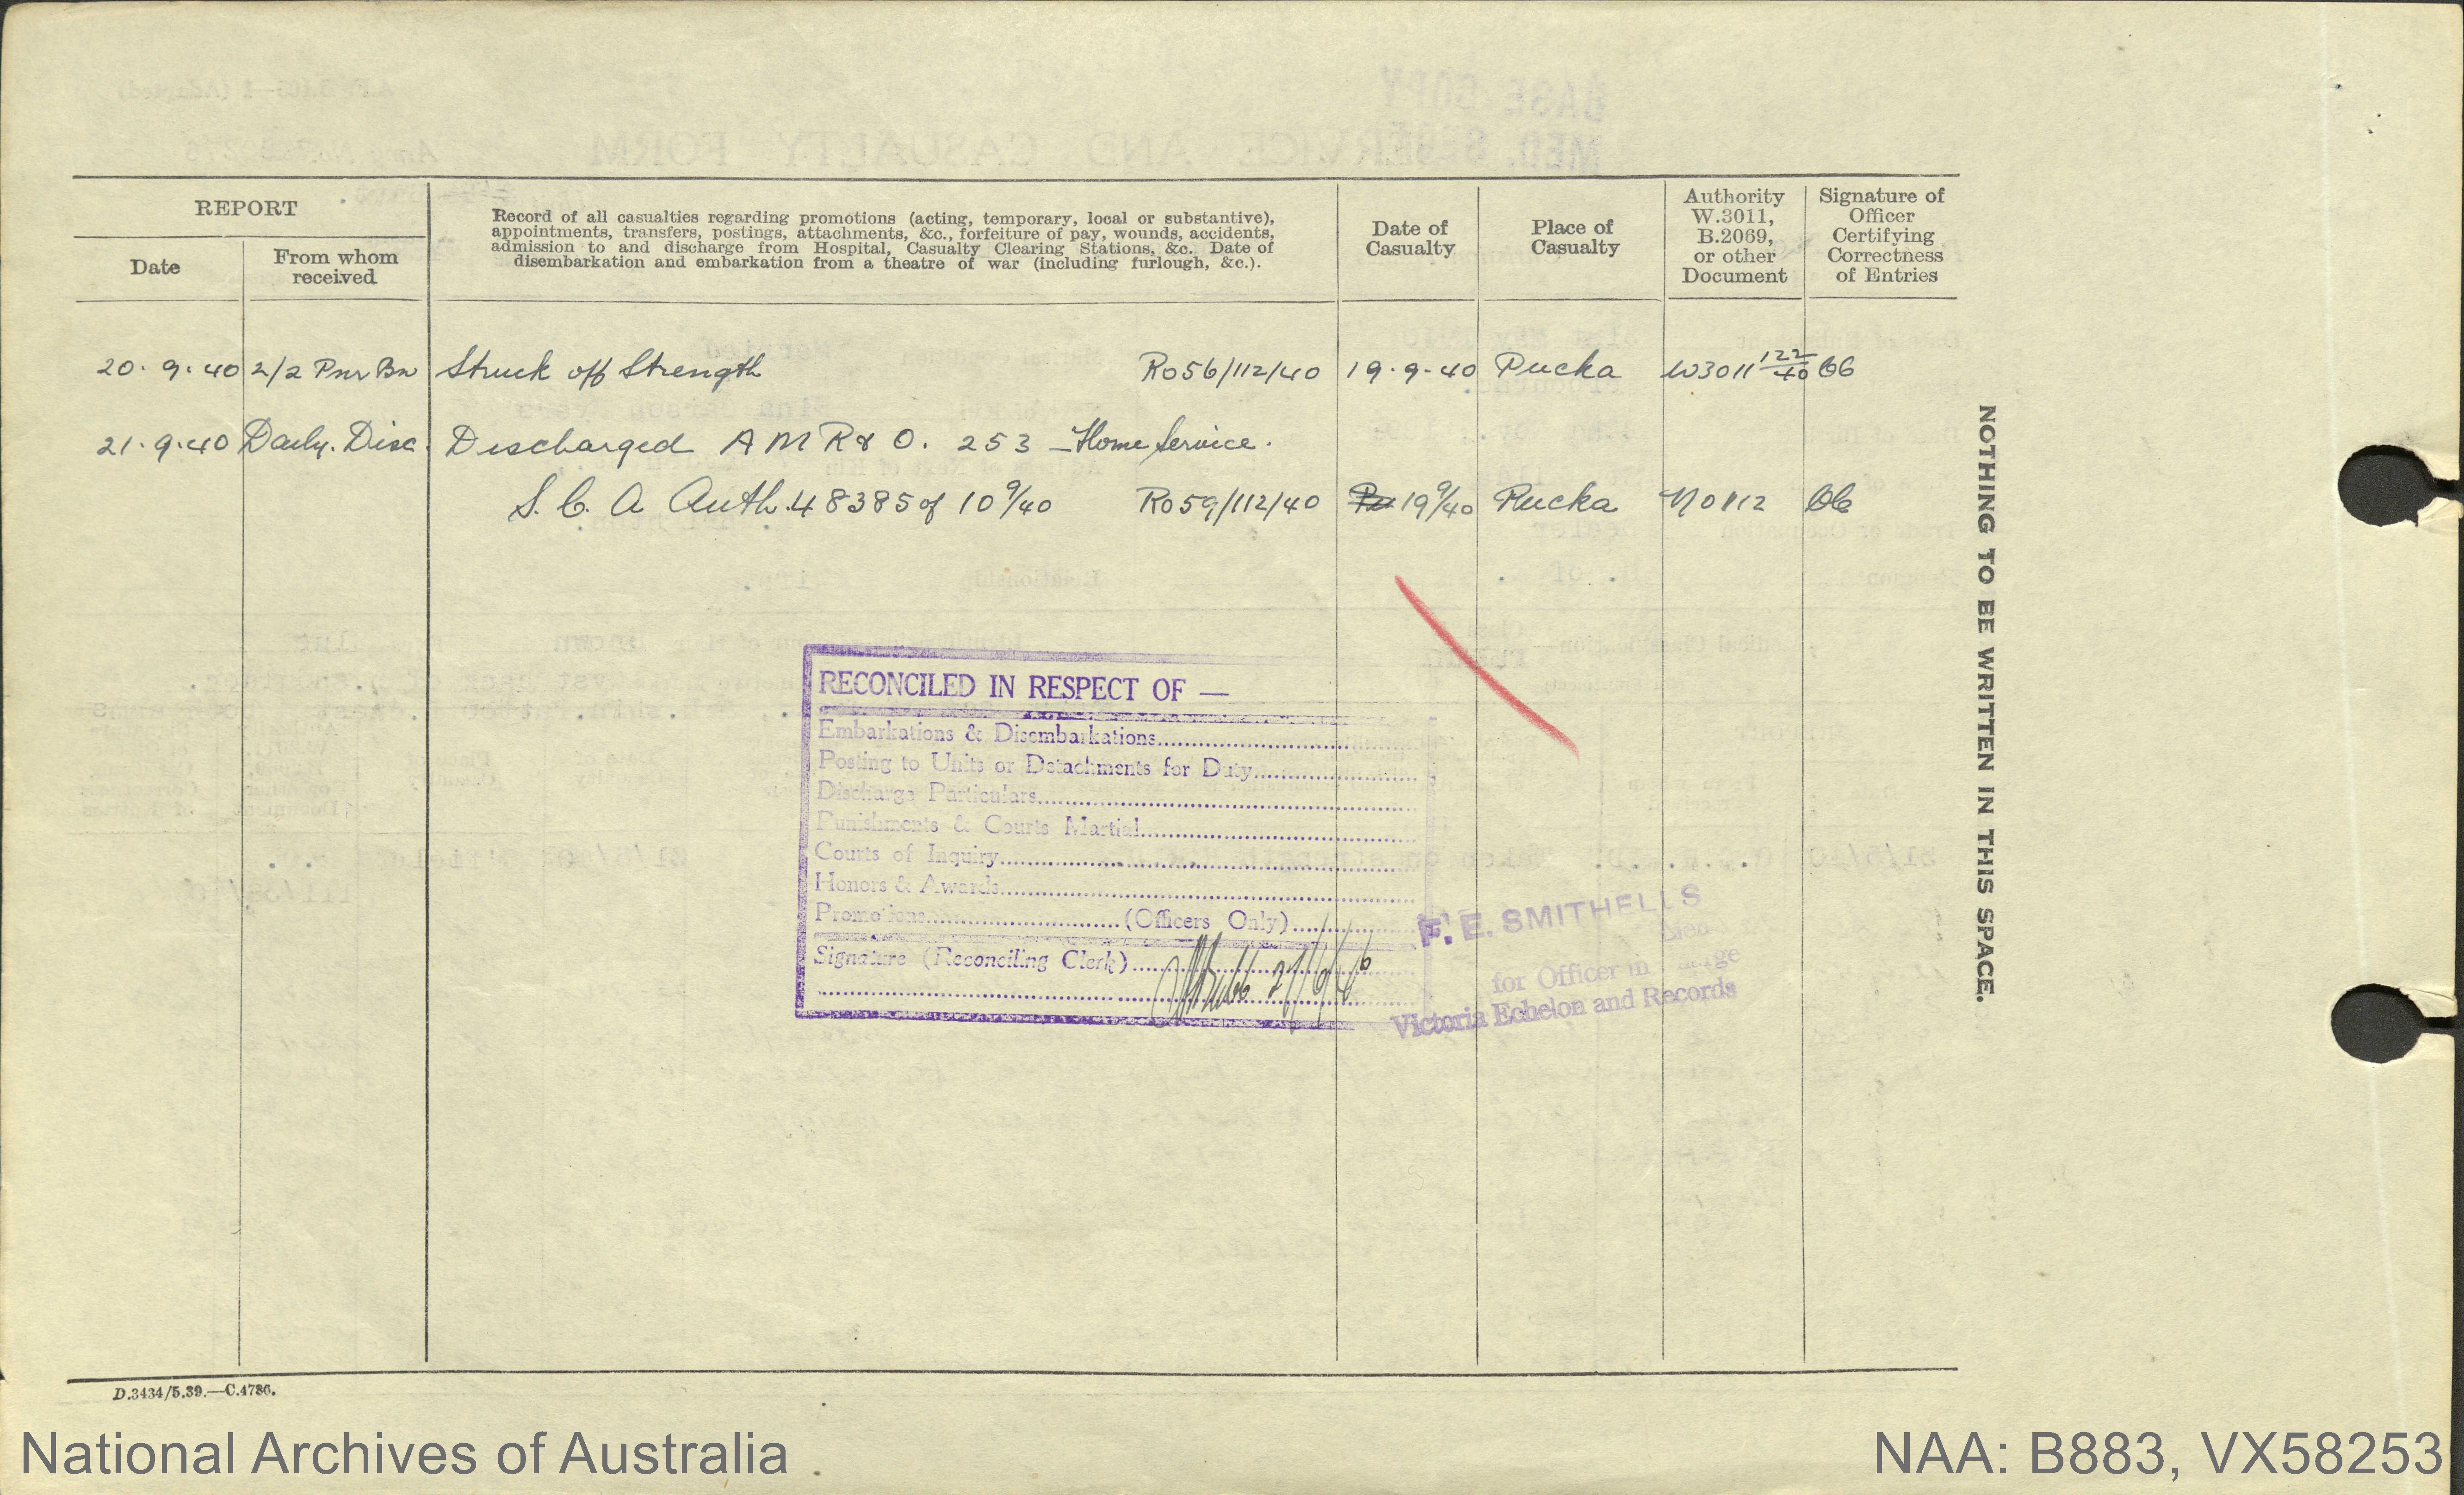 REPORT
Date
From whom
received
Record of all casualties regarding promotions (acting, temporary, local or substantive),
appointments, transfers, postings, attachments, &c., forfeiture of pay, wounds, accidents,
admission to and discharge from Hospital, Casualty Clearing Stations, &c. Date of
disembarkation and embarkation from a theatre of war (including furlough, &c.).
Date of
Casualty
Place of
Casualty
Authority
W.3011,
B.2069,
or other
Document
Signature of
Officer
Certifying
Correctness
of Entries
20.9.40 2/2 Pnr Bn Struck off Strength Ro56/112/40 19.9.40 Pucka W3011 122/40
21.9.40 Daily. Disc. Discharged A M R & O. 253 - Home Service.
S. C. A Auth. 48385 of 10 9/40 Ro59/112/40 19 9/40 Pucka No 112
RECONCILED IN RESPECT OF —
Embarkations & Disembarkations
Posting to Units or Detachments for Duty
Discharge Particulars
Punishments & Courts Martial
Courts of Inquiry
Honors & Awards
Promotions (Officers Only)
Signature (Reconciling Clerk)
F. E. SMITHELLS
for Officer in Charge
Victoria Echelon and Records
NOTHING TO BE WRITTEN IN THIS SPACE.
D.3434/5.39.—C.4786.
National Archives of Australia
NAA: B883, VX58253